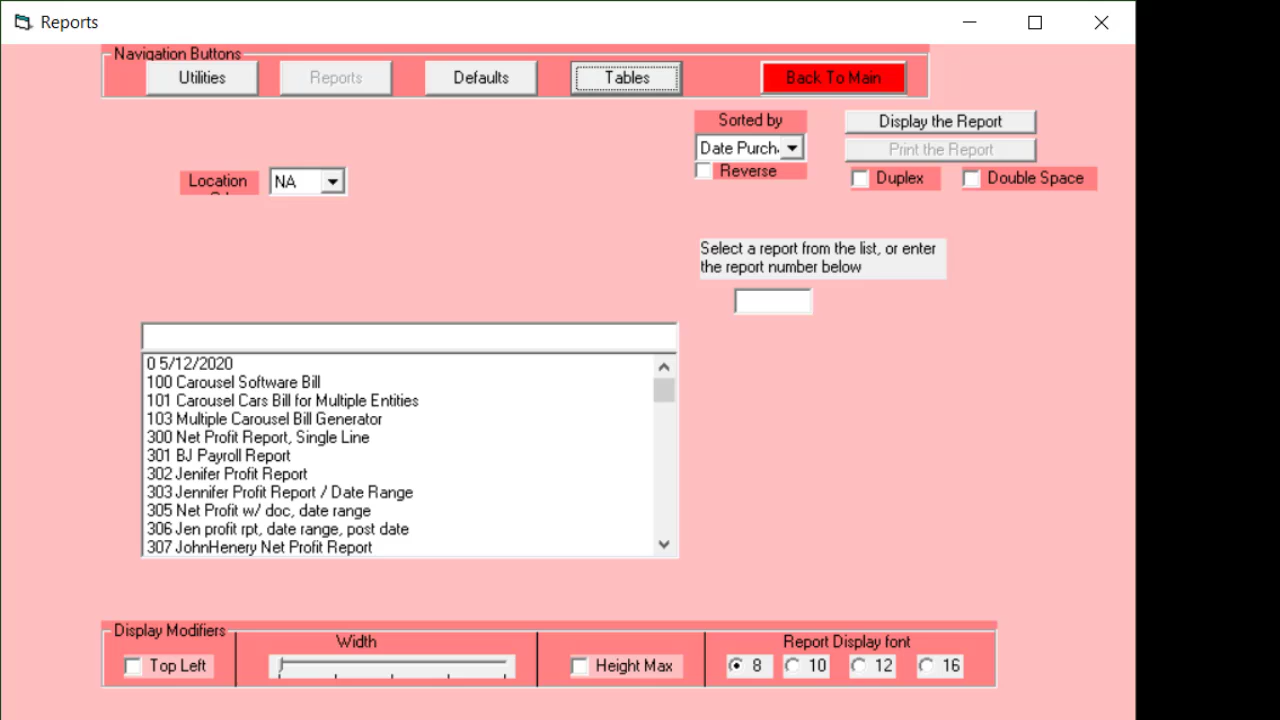 Reports
Navigation Buttons
Utilities
Reports
Defaults
Tables
Back To Main
Sorted by
Display the Report
Date Purch
Print the Report
Reverse
Duplex
Double Space
Location
NA
Select a report from the list, or enter
the report number below
0 5/12/2020
100 Carousel Software Bill
101 Carousel Cars Bill for Multiple Entities
103 Multiple Carousel Bill Generator
300 Net Profit Report, Single Line
301 BJ Payroll Report
302 Jenifer Profit Report
303 Jennifer Profit Report / Date Range
305 Net Profit w/ doc, date range
306 Jen profit rpt, date range, post date
307 JohnHenery Net Profit Report
Display Modifiers
Width
Report Display font
Top Left
Height Max
8
10
12
16